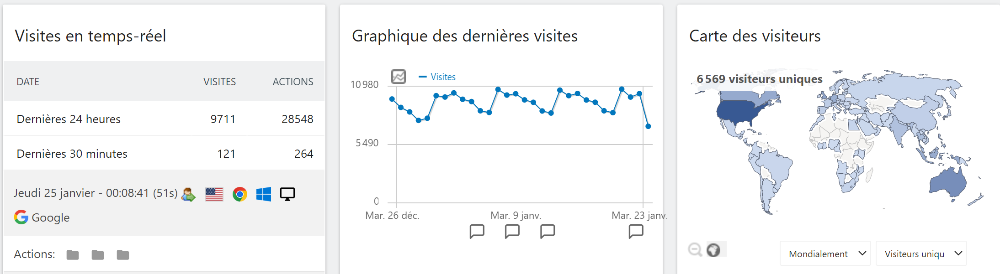 Visites en temps-réel
DATE VISITES ACTIONS
Dernières 24 heures 9711 28548
Dernières 30 minutes 121 264
Jeudi 25 janvier - 00:08:41 (51s)
Google
Actions:
Graphique des dernières visites
Visites
10 980
5 490
0
Mar. 26 déc. Mar. 9 janv. Mar. 23 janv.
Carte des visiteurs
6 569 visiteurs uniques
Mondialement Visiteurs uniqu